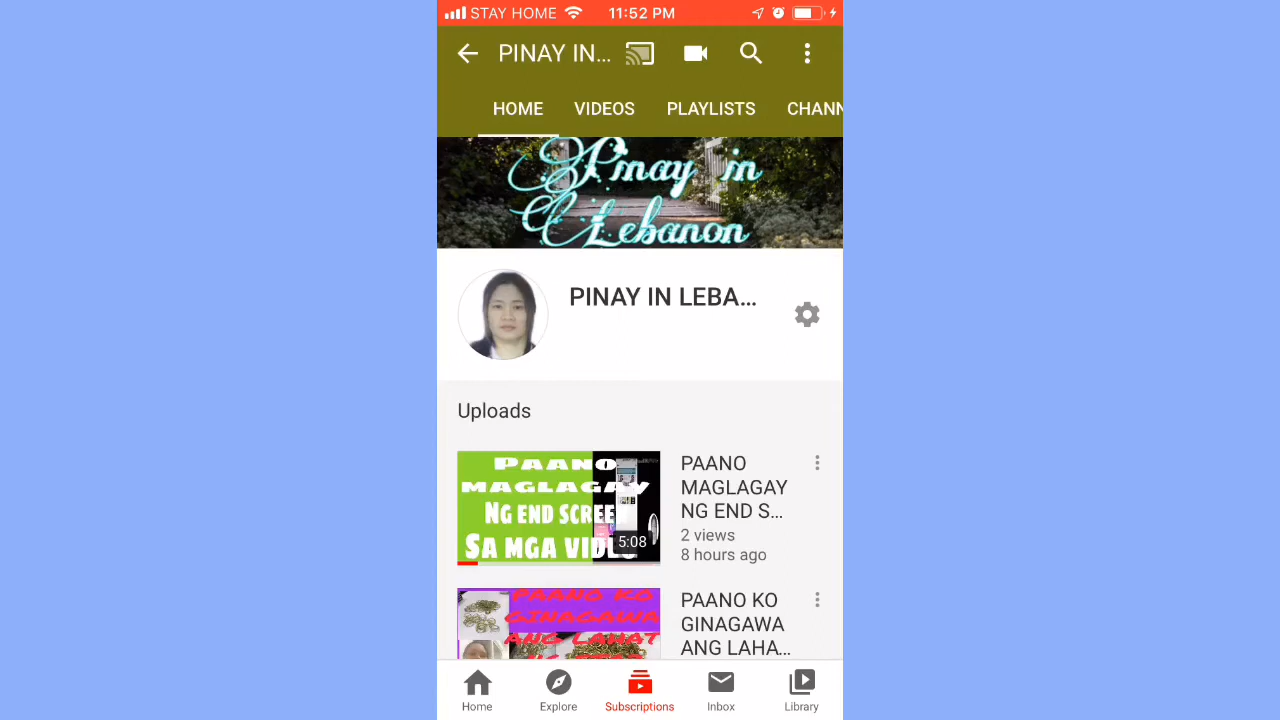 STAY HOME 11:52 PM
PINAY IN...
HOME VIDEOS PLAYLISTS CHANN
Pinay in
Lebanon
PINAY IN LEBA...
Uploads
PAANO
MAGLAGAY
NG END SCREEN
SA MGA VIDEO
5:08
PAANO
MAGLAGAY
NG END S...
2 views
8 hours ago
PAANO KO
GINAGAWA
ANG LAHAT
PAANO KO
GINAGAWA
ANG LAHA...
Home Explore Subscriptions Inbox Library